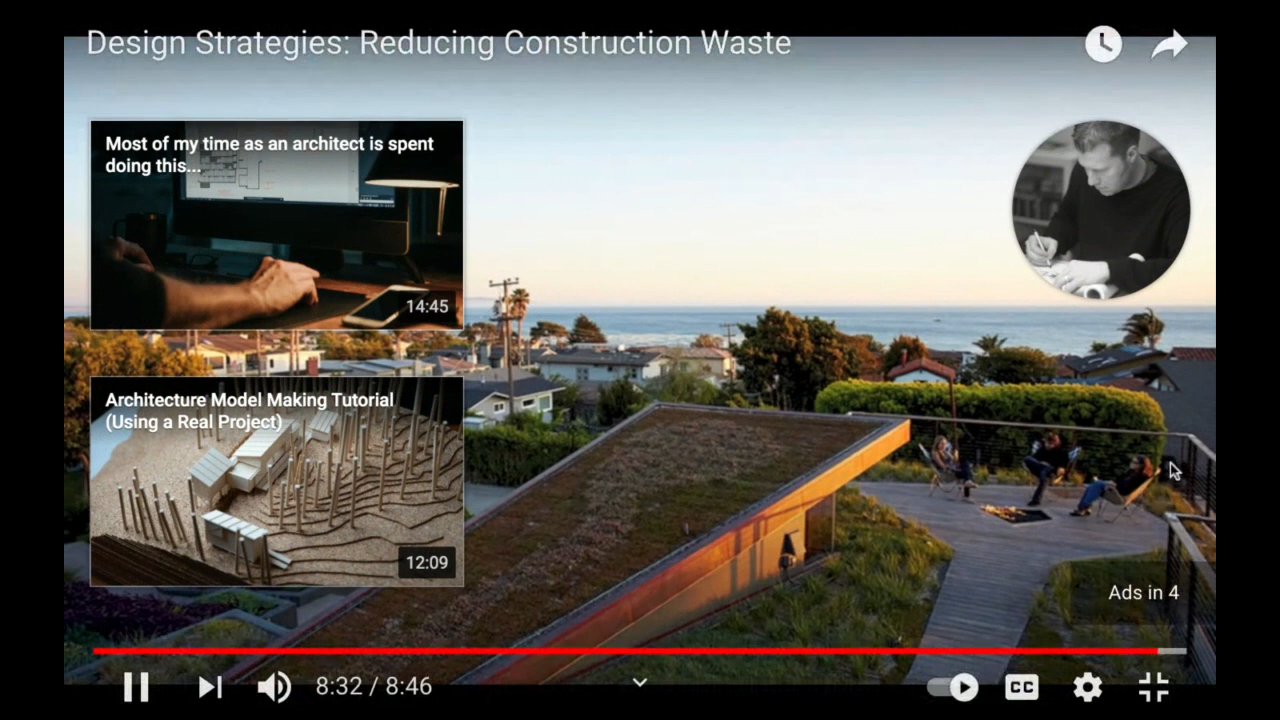 Design Strategies: Reducing Construction Waste
Most of my time as an architect is spent
doing this...
14:45
Architecture Model Making Tutorial
(Using a Real Project)
12:09
Ads in 4
8:32 / 8:46
CC